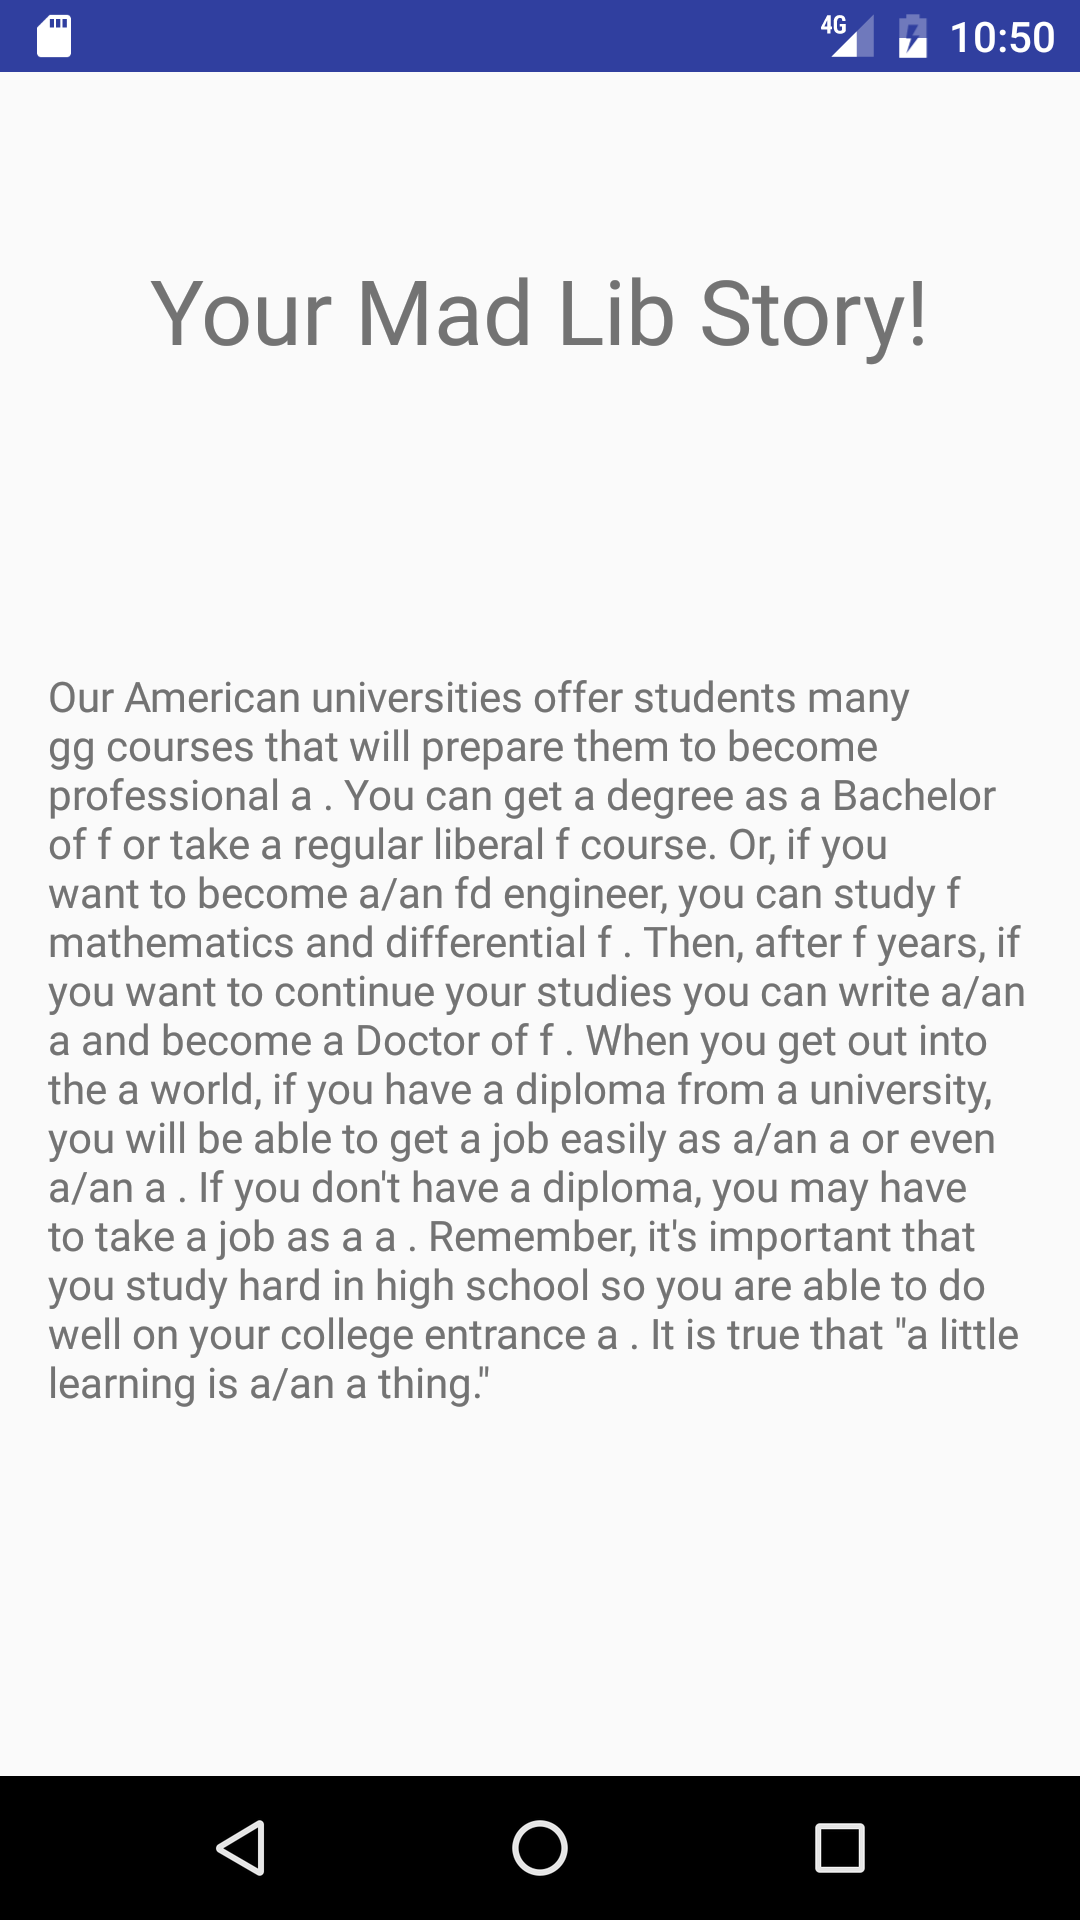 4G 10:50
Your Mad Lib Story!
Our American universities offer students many
gg courses that will prepare them to become
professional a . You can get a degree as a Bachelor
of f or take a regular liberal f course. Or, if you
want to become a/an fd engineer, you can study f
mathematics and differential f . Then, after f years, if
you want to continue your studies you can write a/an
a and become a Doctor of f . When you get out into
the a world, if you have a diploma from a university,
you will be able to get a job easily as a/an a or even
a/an a . If you don't have a diploma, you may have
to take a job as a a . Remember, it's important that
you study hard in high school so you are able to do
well on your college entrance a . It is true that "a little
learning is a/an a thing."